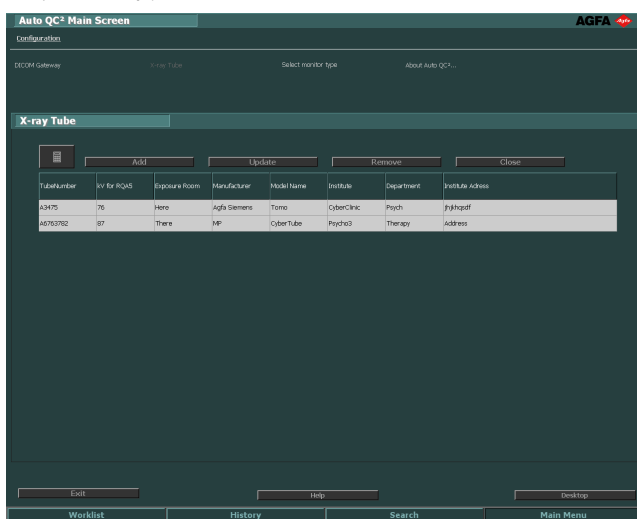 Auto QC² Main Screen
AGFA
Agfa
Configuration
DICOM Gateway X-ray Tube Select monitor type About Auto QC²...
X-ray Tube
Add Update Remove Close
TubeNumber kV for RQA5 Exposure Room Manufacturer Model Name Institute Department Institute Adress
A3475 76 Here Agfa Siemens Tomo CyberClinic Psych jhjkhqsdf
A6763782 87 There MP CyberTube Psycho3 Therapy Address
Exit Help Desktop
Worklist History Search Main Menu